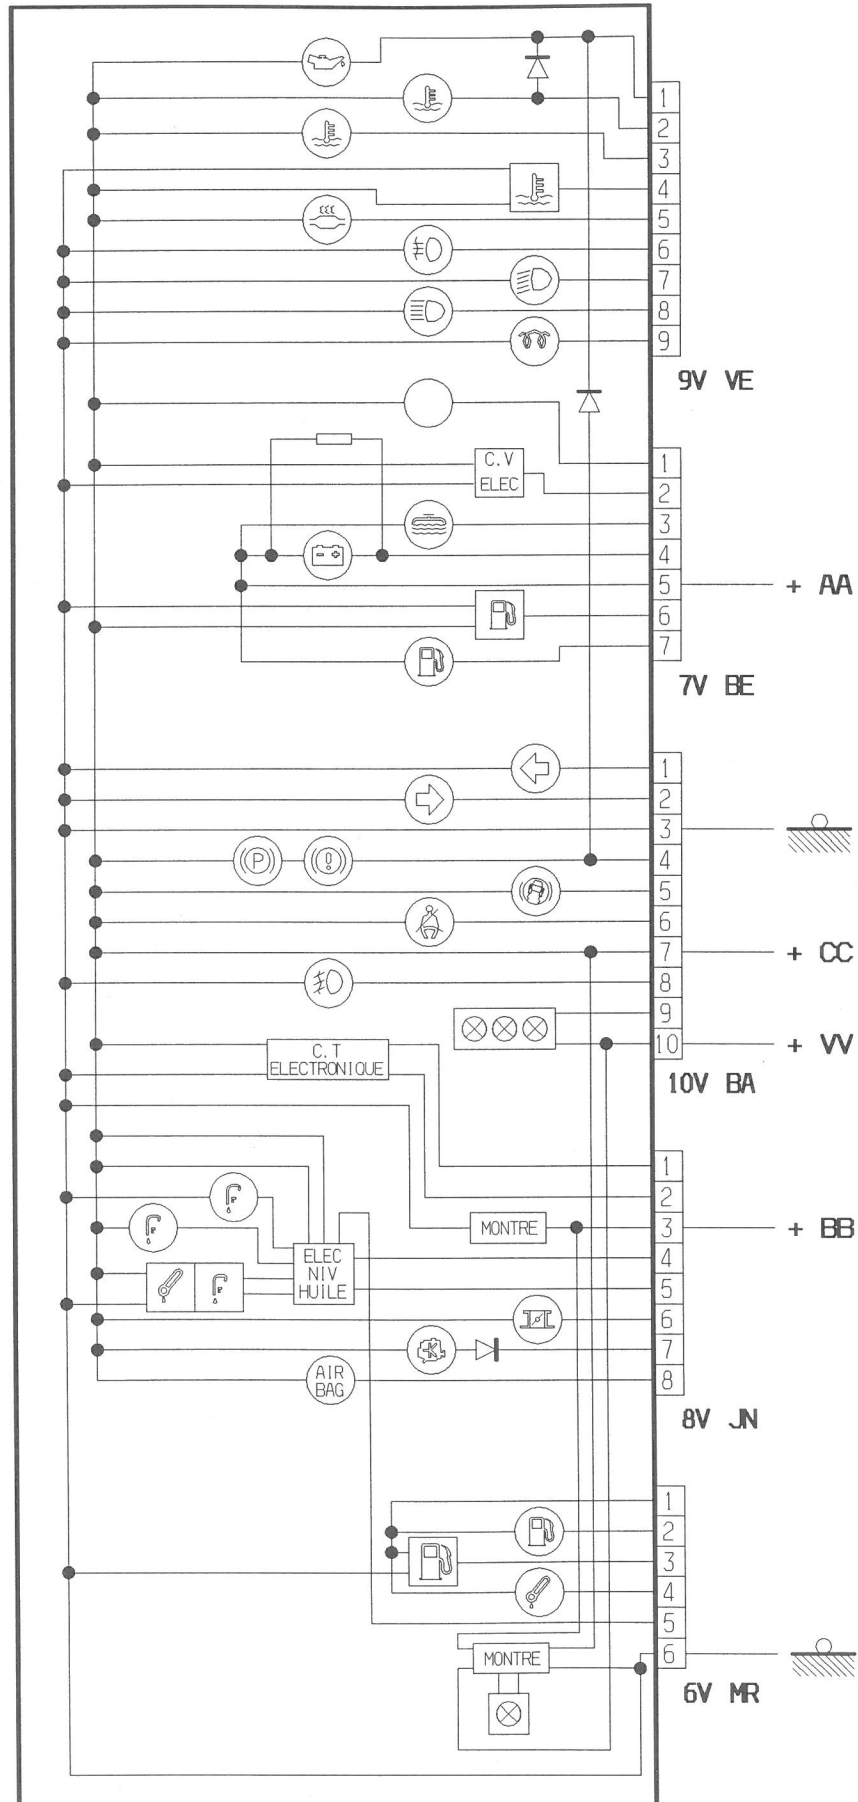 1
2
3
4
5
6
7
8
9
9V VE
C.V
ELEC
1
2
3
4
5
6
7
+ AA
7V BE
1
2
3
4
5
6
7
8
9
10
P
!
+ CC
+ VV
10V BA
C.T
ELECTRONIQUE
1
2
3
4
5
6
7
8
F
F
F
MONTRE
+ BB
ELEC
NIV
HUILE
K
AIR
BAG
8V JN
1
2
3
4
5
6
MONTRE
6V MR